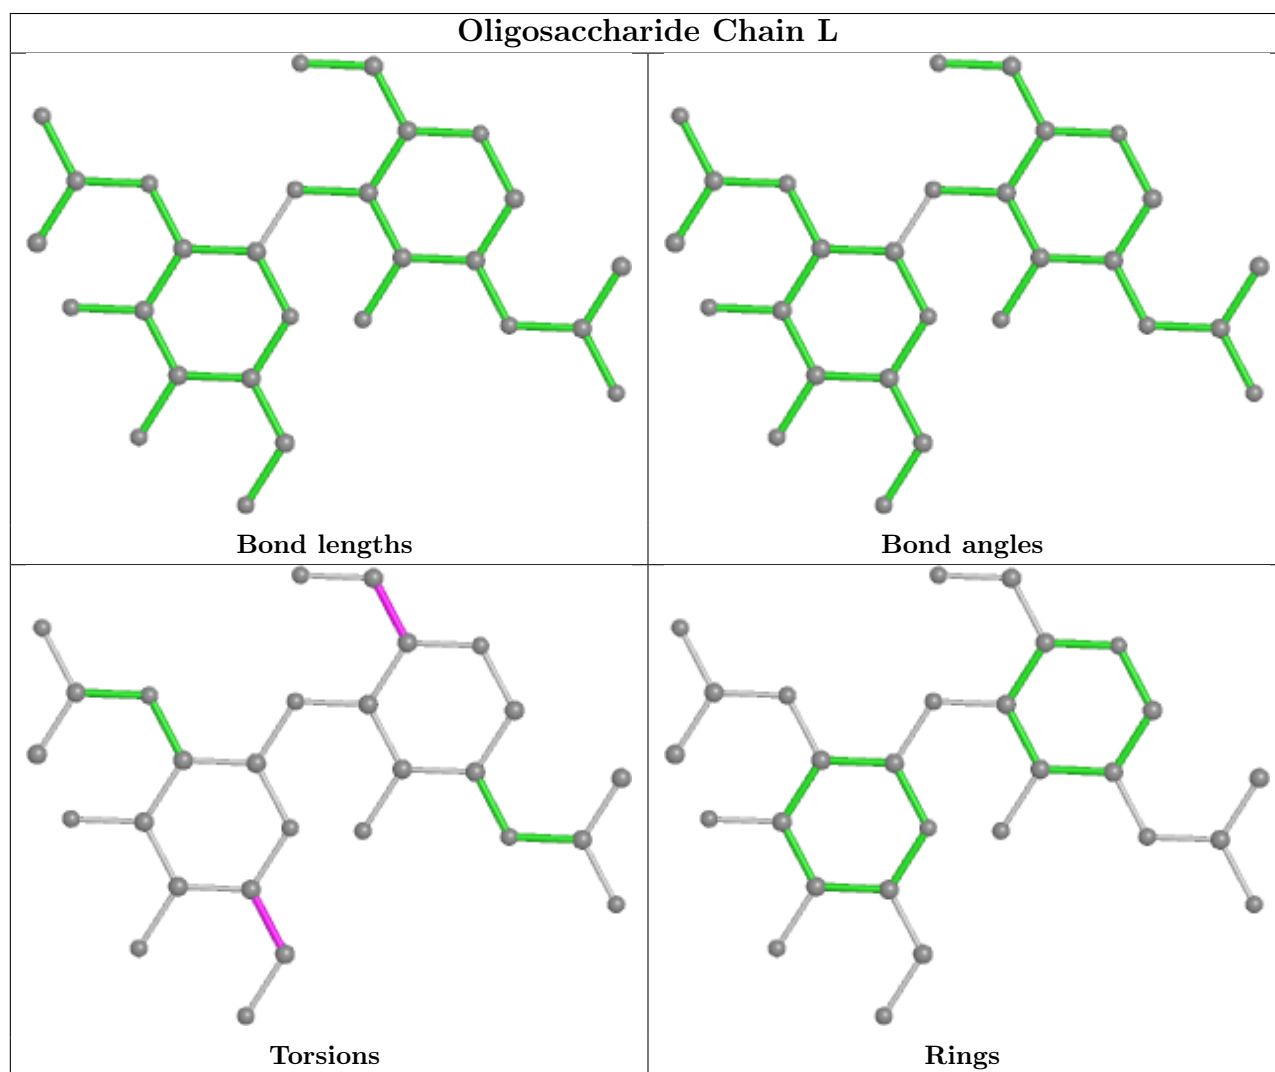 Oligosaccharide Chain L
Bond lengths
Bond angles
Torsions
Rings